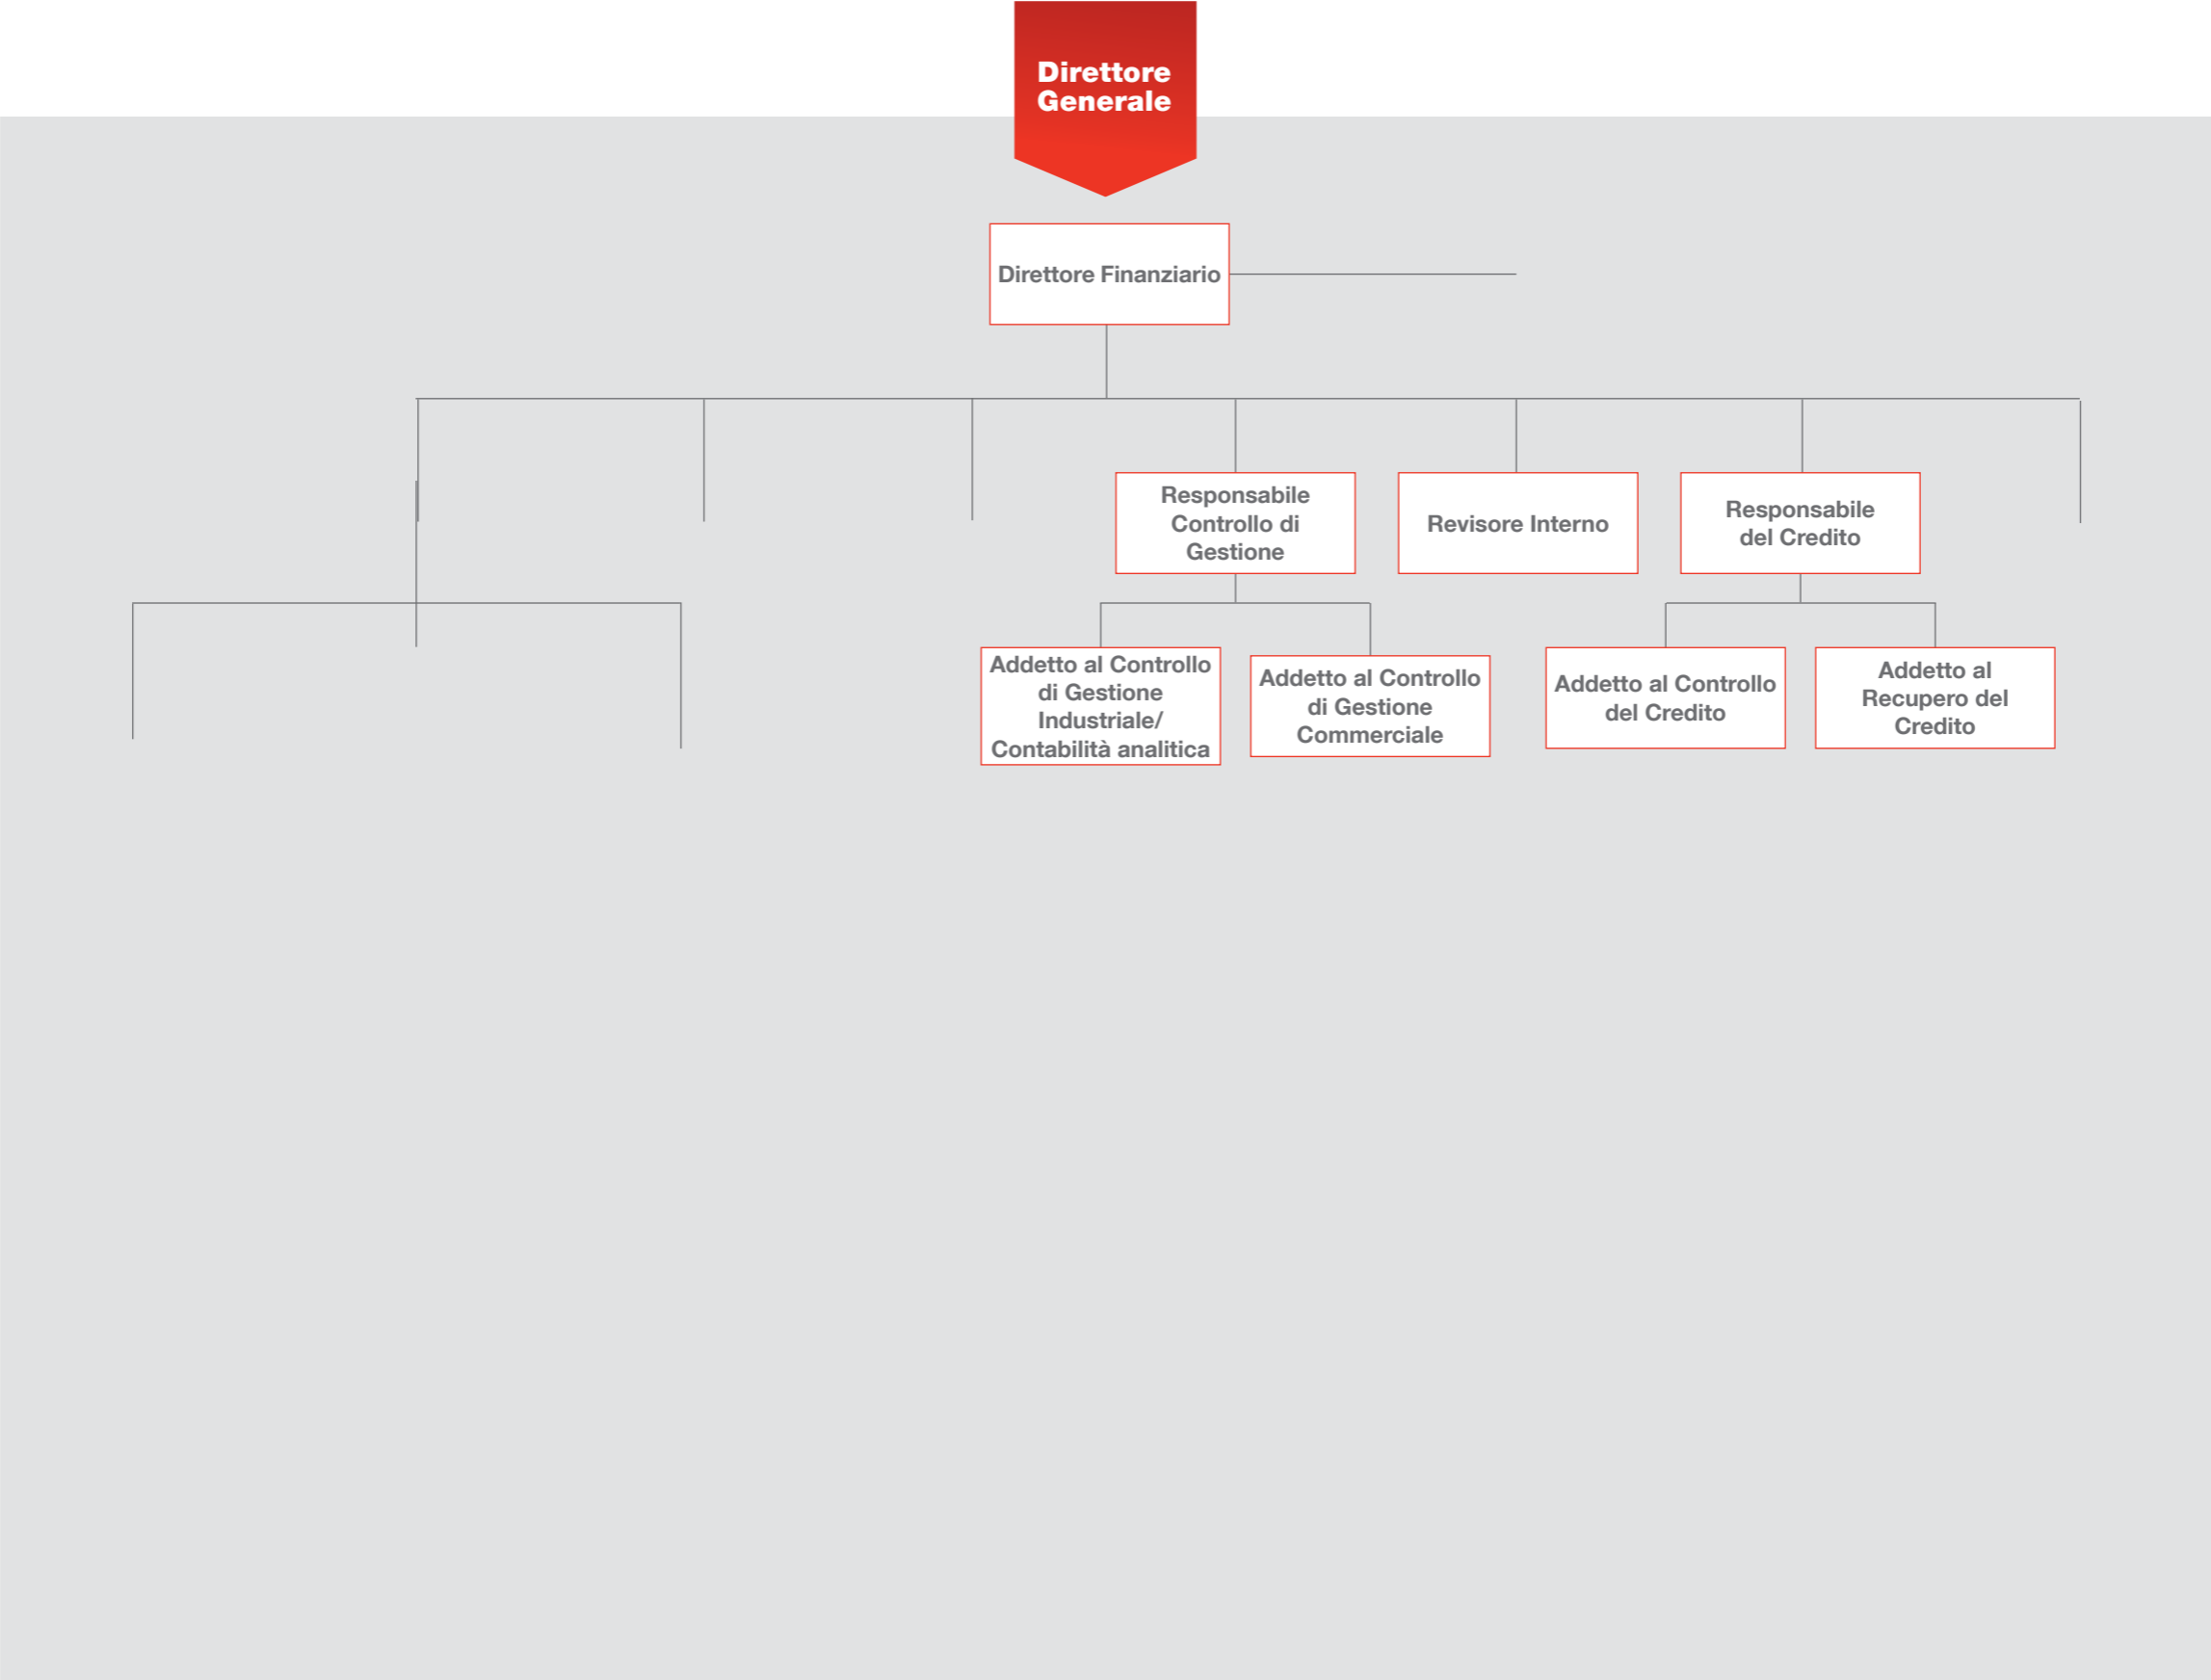 Direttore
Generale
Direttore Finanziario
Responsabile
Controllo di
Gestione
Revisore Interno
Responsabile
del Credito
Addetto al Controllo
di Gestione
Industriale/
Contabilità analitica
Addetto al Controllo
di Gestione
Commerciale
Addetto al Controllo
del Credito
Addetto al
Recupero del
Credito